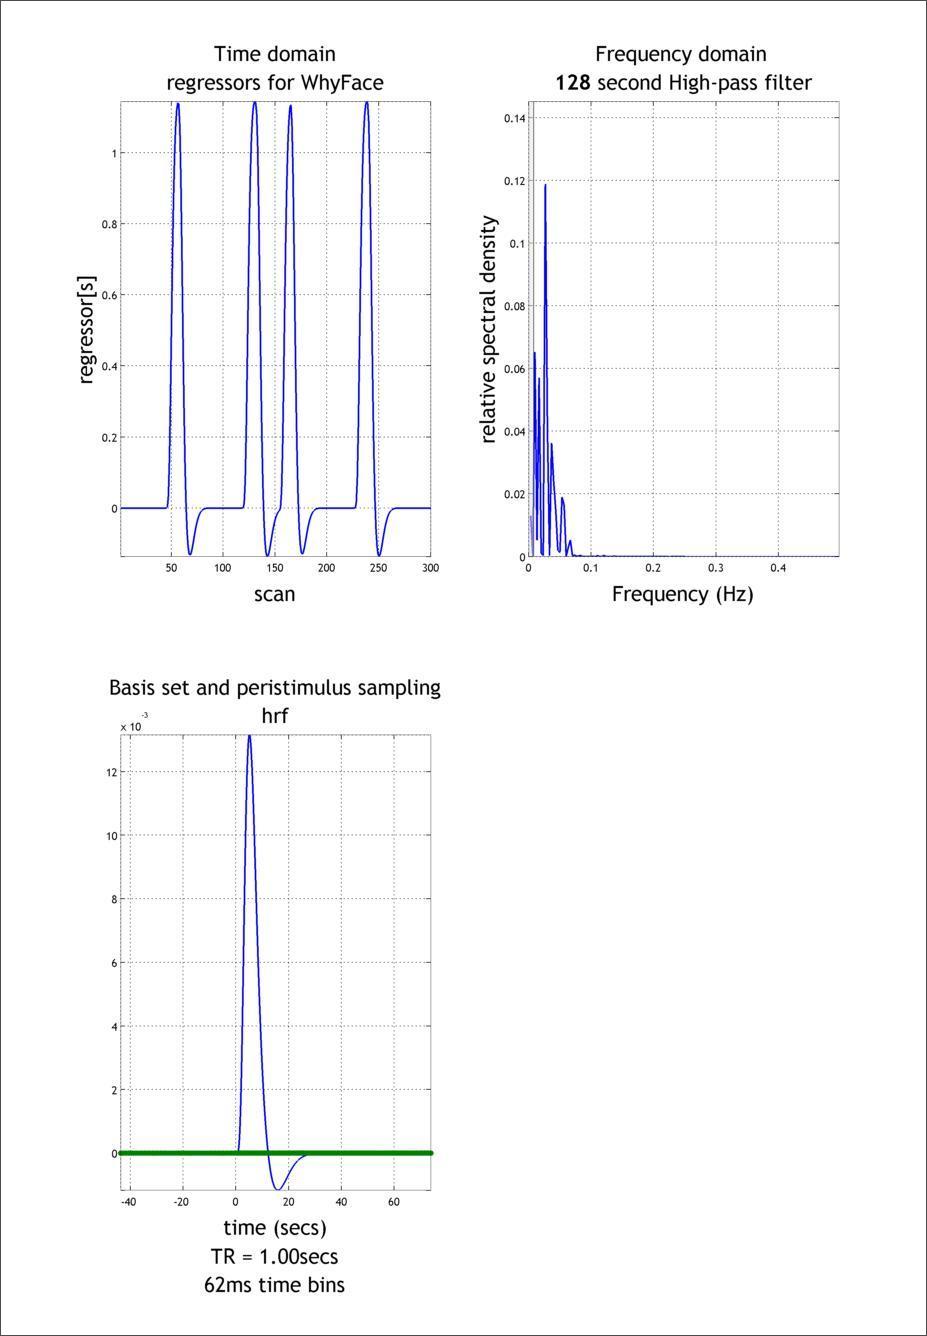 Time domain
regressors for WhyFace
1
0.8
0.6
0.4
0.2
0
regressor[s]
50 100 150 200 250 300
scan
Frequency domain
128 second High-pass filter
0.14
0.12
0.1
0.08
0.06
0.04
0.02
0
relative spectral density
0 0.1 0.2 0.3 0.4
Frequency (Hz)
Basis set and peristimulus sampling
hrf
x 10-3
12
10
8
6
4
2
0
-40 -20 0 20 40 60
time (secs)
TR = 1.00secs
62ms time bins